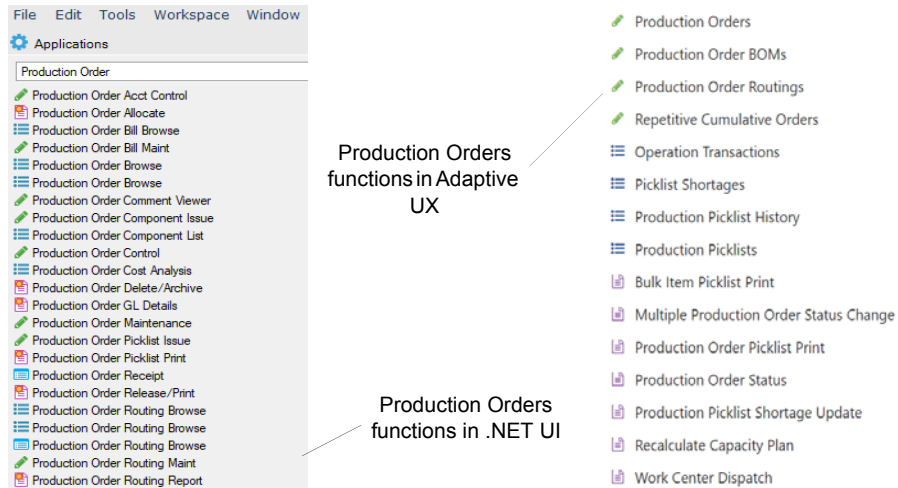 File Edit Tools Workspace Window
Applications
Production Order
Production Order Acct Control
Production Order Allocate
Production Order Bill Browse
Production Order Bill Maint
Production Order Browse
Production Order Browse
Production Order Comment Viewer
Production Order Component Issue
Production Order Component List
Production Order Control
Production Order Cost Analysis
Production Order Delete/Archive
Production Order GL Details
Production Order Maintenance
Production Order Picklist Issue
Production Order Picklist Print
Production Order Receipt
Production Order Release/Print
Production Order Routing Browse
Production Order Routing Browse
Production Order Routing Browse
Production Order Routing Maint
Production Order Routing Report
Production Orders
functions in Adaptive
UX
Production Orders
functions in .NET UI
Production Orders
Production Order BOMs
Production Order Routings
Repetitive Cumulative Orders
Operation Transactions
Picklist Shortages
Production Picklist History
Production Picklists
Bulk Item Picklist Print
Multiple Production Order Status Change
Production Order Picklist Print
Production Order Status
Production Picklist Shortage Update
Recalculate Capacity Plan
Work Center Dispatch